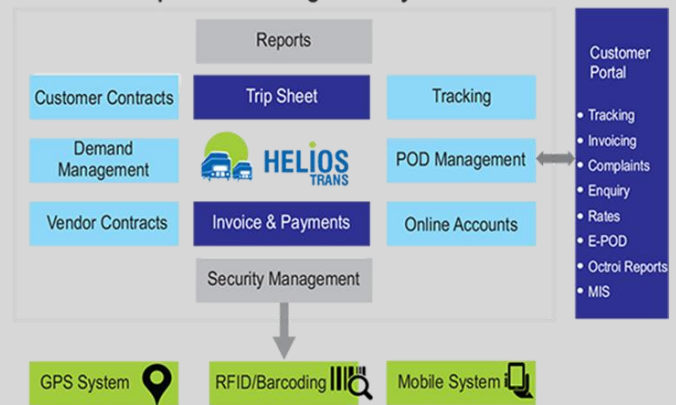 Reports
Customer Contracts
Trip Sheet
Tracking
Demand
Management
HELIOS
TRANS
POD Management
Vendor Contracts
Invoice & Payments
Online Accounts
Security Management
Customer
Portal
• Tracking
• Invoicing
• Complaints
• Enquiry
• Rates
• E-POD
• Octroi Reports
• MIS
GPS System
RFID/Barcoding
Mobile System